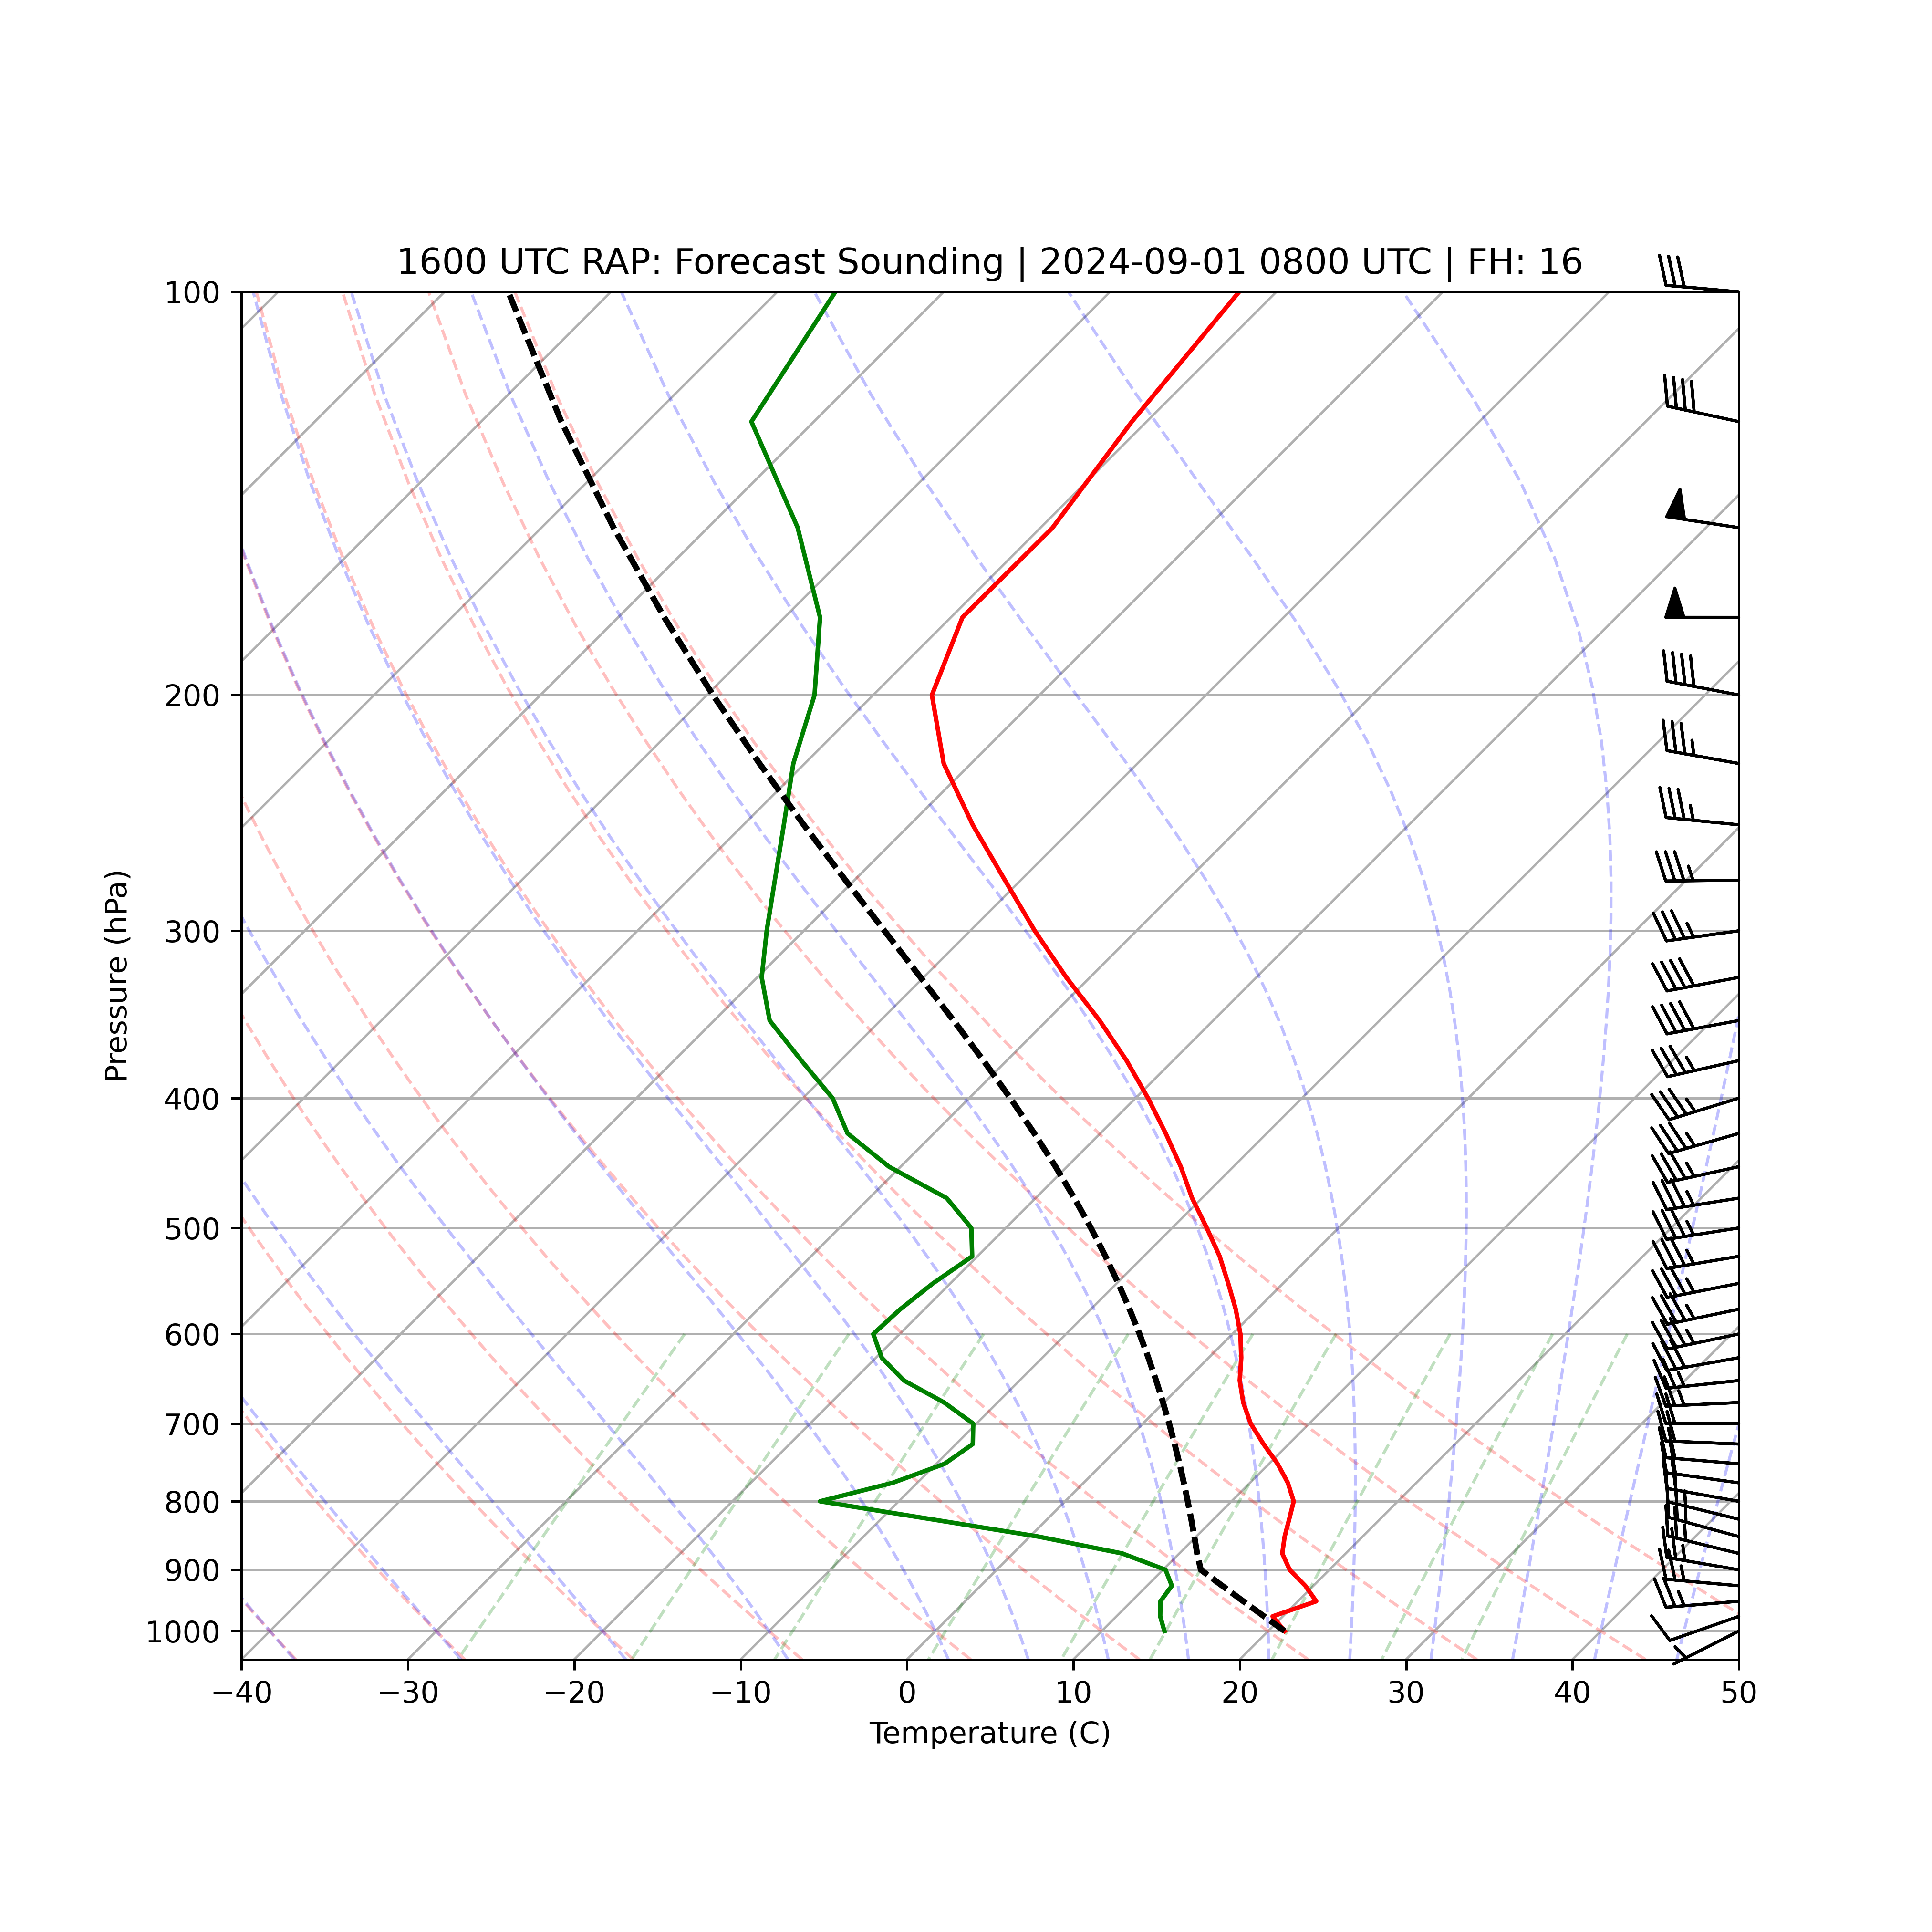 1600 UTC RAP: Forecast Sounding | 2024-09-01 0800 UTC | FH: 16
100
200
300
400
500
600
700
800
900
1000
Pressure (hPa)
−40 −30 −20 −10 0 10 20 30 40 50
Temperature (C)